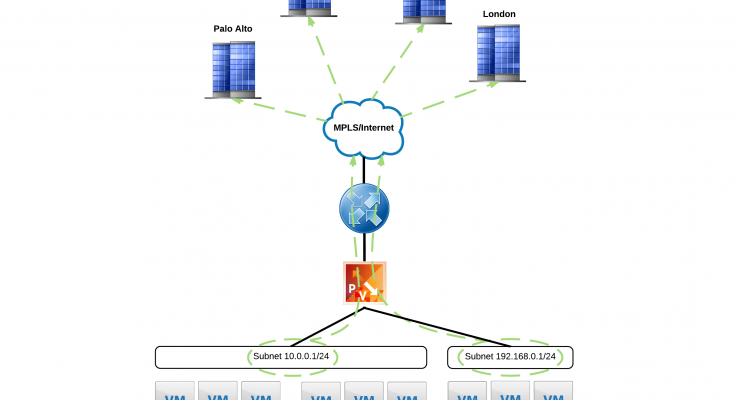 London
Palo Alto
MPLS/Internet
P
V
Subnet 10.0.0.1/24
Subnet 192.168.0.1/24
VM
VM
VM
VM
VM
VM
VM
VM
VM